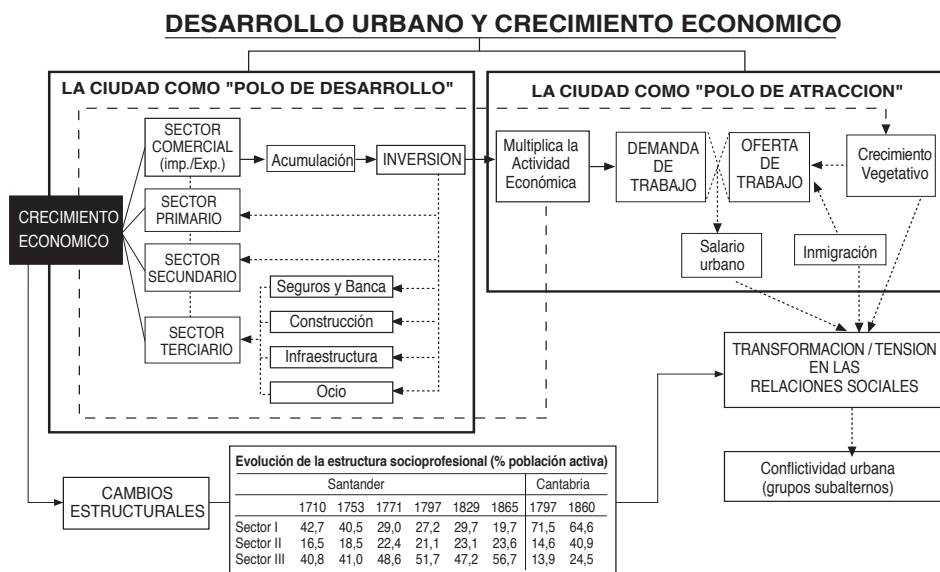 DESARROLLO URBANO Y CRECIMIENTO ECONOMICO
LA CIUDAD COMO "POLO DE DESARROLLO"
LA CIUDAD COMO "POLO DE ATRACCION"
CRECIMIENTO
ECONOMICO
SECTOR
COMERCIAL
(imp./Exp.)
Acumulación
INVERSION
SECTOR
PRIMARIO
SECTOR
SECUNDARIO
SECTOR
TERCIARIO
Seguros y Banca
Construcción
Infraestructura
Ocio
Multiplica la
Actividad
Económica
DEMANDA
DE
TRABAJO
OFERTA
DE
TRABAJO
Crecimiento
Vegetativo
Salario
urbano
Inmigración
TRANSFORMACION / TENSION
EN LAS
RELACIONES SOCIALES
Conflictividad urbana
(grupos subalternos)
CAMBIOS
ESTRUCTURALES
Evolución de la estructura socioprofesional (% población activa)
Santander Cantabria
1710 1753 1771 1797 1829 1865 1797 1860
Sector I 42,7 40,5 29,0 27,2 29,7 19,7 71,5 64,6
Sector II 16,5 18,5 22,4 21,1 23,1 23,6 14,6 40,9
Sector III 40,8 41,0 48,6 51,7 47,2 56,7 13,9 24,5